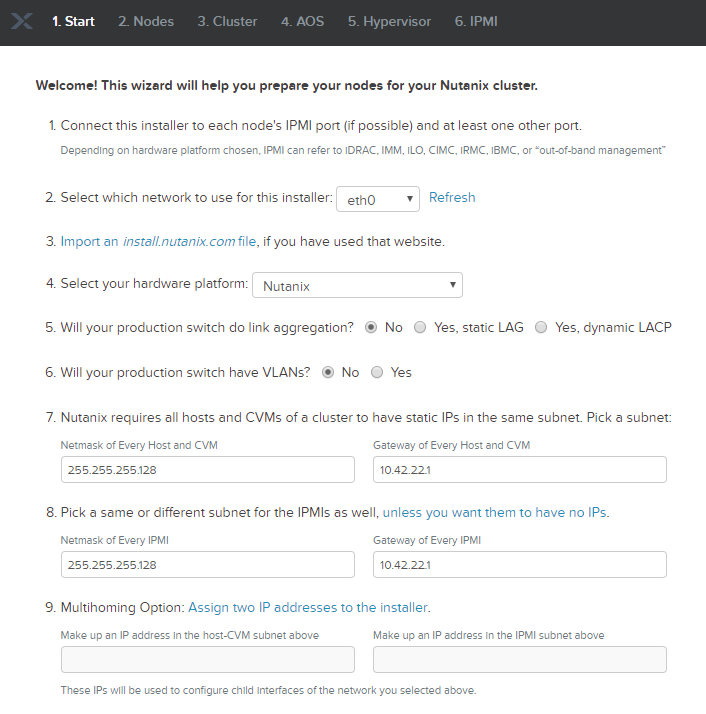 1. Start 2. Nodes 3. Cluster 4. AOS 5. Hypervisor 6. IPMI
Welcome! This wizard will help you prepare your nodes for your Nutanix cluster.
1. Connect this installer to each node's IPMI port (if possible) and at least one other port.
Depending on hardware platform chosen, IPMI can refer to iDRAC, IMM, iLO, CIMC, iRMC, iBMC, or “out-of-band management”
2. Select which network to use for this installer: eth0 Refresh
3. Import an install.nutanix.com file, if you have used that website.
4. Select your hardware platform: Nutanix
5. Will your production switch do link aggregation? No Yes, static LAG Yes, dynamic LACP
6. Will your production switch have VLANs? No Yes
7. Nutanix requires all hosts and CVMs of a cluster to have static IPs in the same subnet. Pick a subnet:
Netmask of Every Host and CVM Gateway of Every Host and CVM
255.255.255.128 10.42.22.1
8. Pick a same or different subnet for the IPMIs as well, unless you want them to have no IPs.
Netmask of Every IPMI Gateway of Every IPMI
255.255.255.128 10.42.22.1
9. Multihoming Option: Assign two IP addresses to the installer.
Make up an IP address in the host-CVM subnet above Make up an IP address in the IPMI subnet above
These IPs will be used to configure child interfaces of the network you selected above.